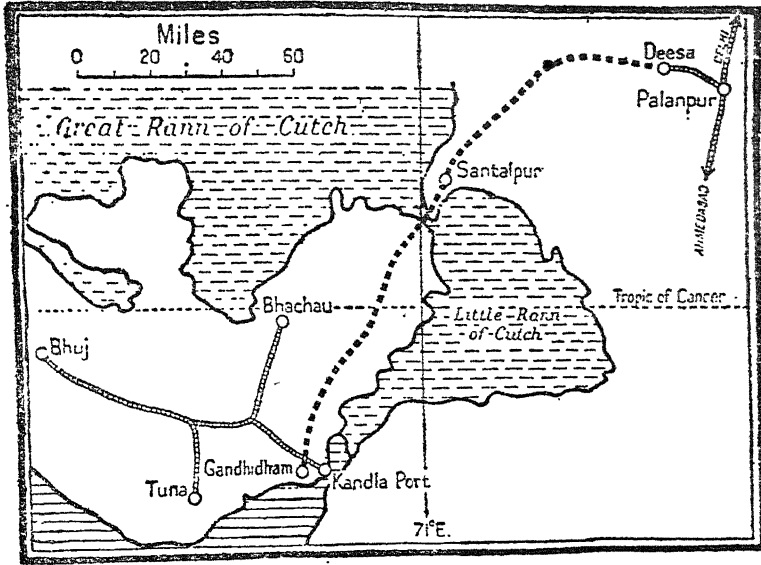 Miles
0 20 40 60
DELHI
Deesa
Palanpur
Great Rann of Cutch
Santalpur
AHMEDABAD
Tropic of Cancer
Bhachau
Little Rann
of Cutch
Bhuj
Gandhidham
Kandla Port
Tuna
71°E.